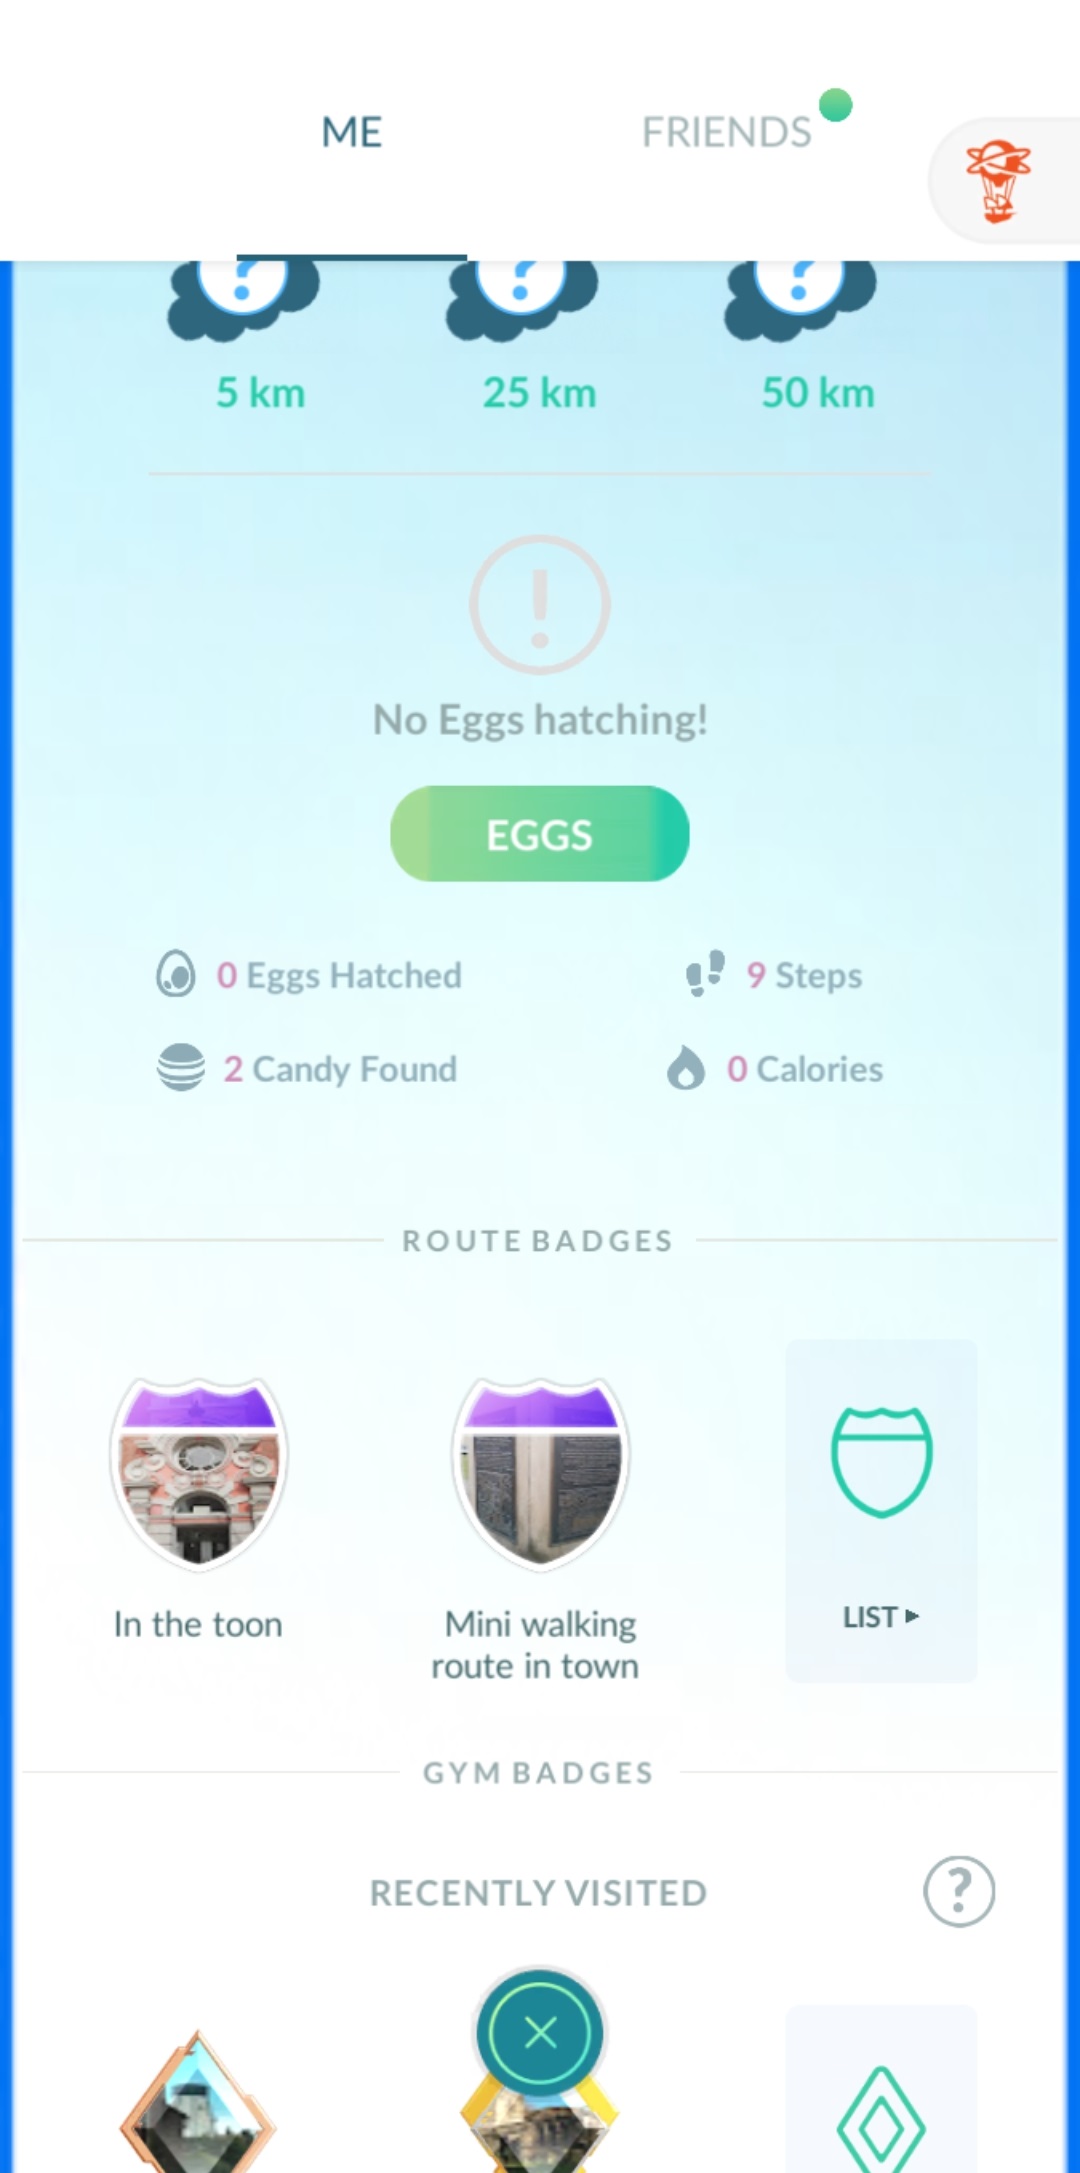 ME
FRIENDS
5 km
25 km
50 km
No Eggs hatching!
EGGS
0 Eggs Hatched
9 Steps
2 Candy Found
0 Calories
ROUTE BADGES
In the toon
Mini walking
route in town
LIST ▸
GYM BADGES
RECENTLY VISITED
?